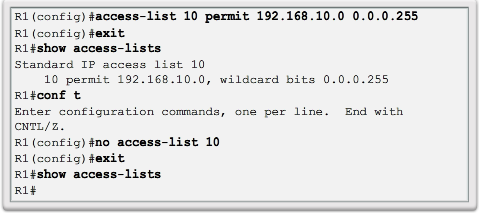 R1(config)#access-list 10 permit 192.168.10.0 0.0.0.255
R1(config)#exit
R1#show access-lists
Standard IP access list 10
    10 permit 192.168.10.0, wildcard bits 0.0.0.255
R1#conf t
Enter configuration commands, one per line.  End with
CNTL/Z.
R1(config)#no access-list 10
R1(config)#exit
R1#show access-lists
R1#